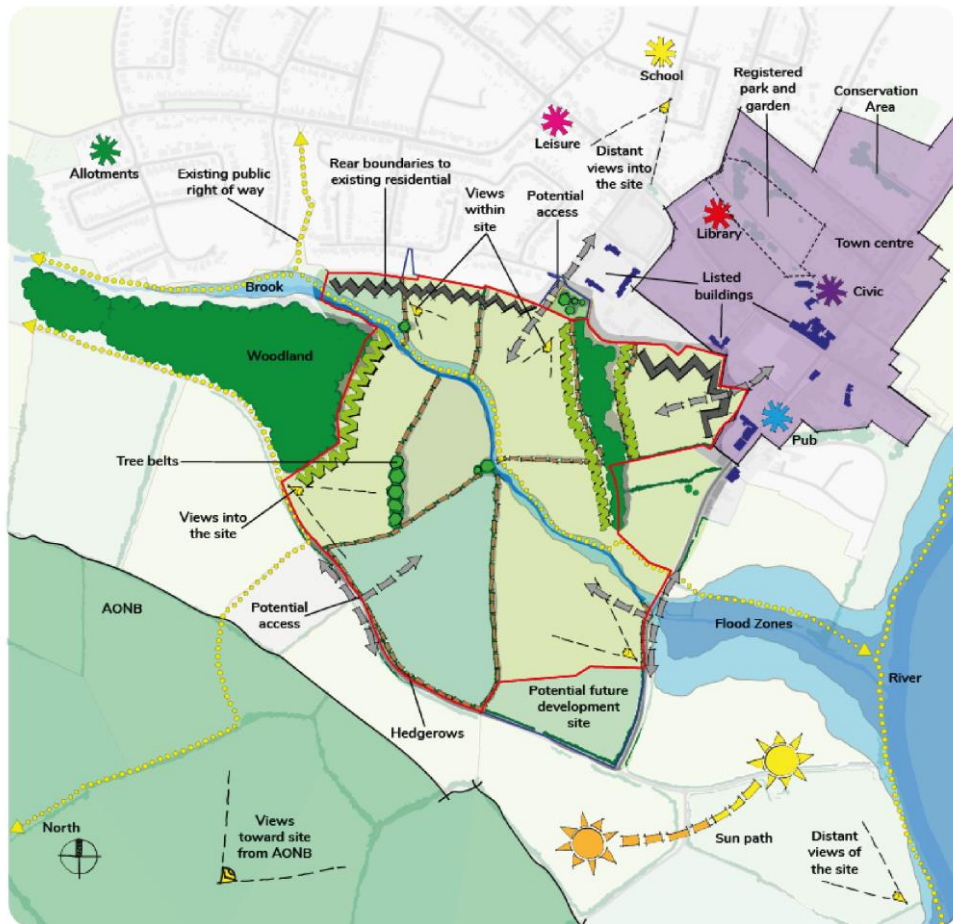 School
Registered
park and
garden
Conservation
Area
Leisure
Distant
views into
the site
Allotments
Existing public
right of way
Rear boundaries to
existing residential
Views
within
site
Potential
access
Library
Town centre
Listed
buildings
Civic
Brook
Woodland
Pub
Tree belts
Views into
the site
AONB
Potential
access
Flood Zones
River
Potential future
development
site
Hedgerows
North
Views
toward site
from AONB
Sun path
Distant
views of
the site